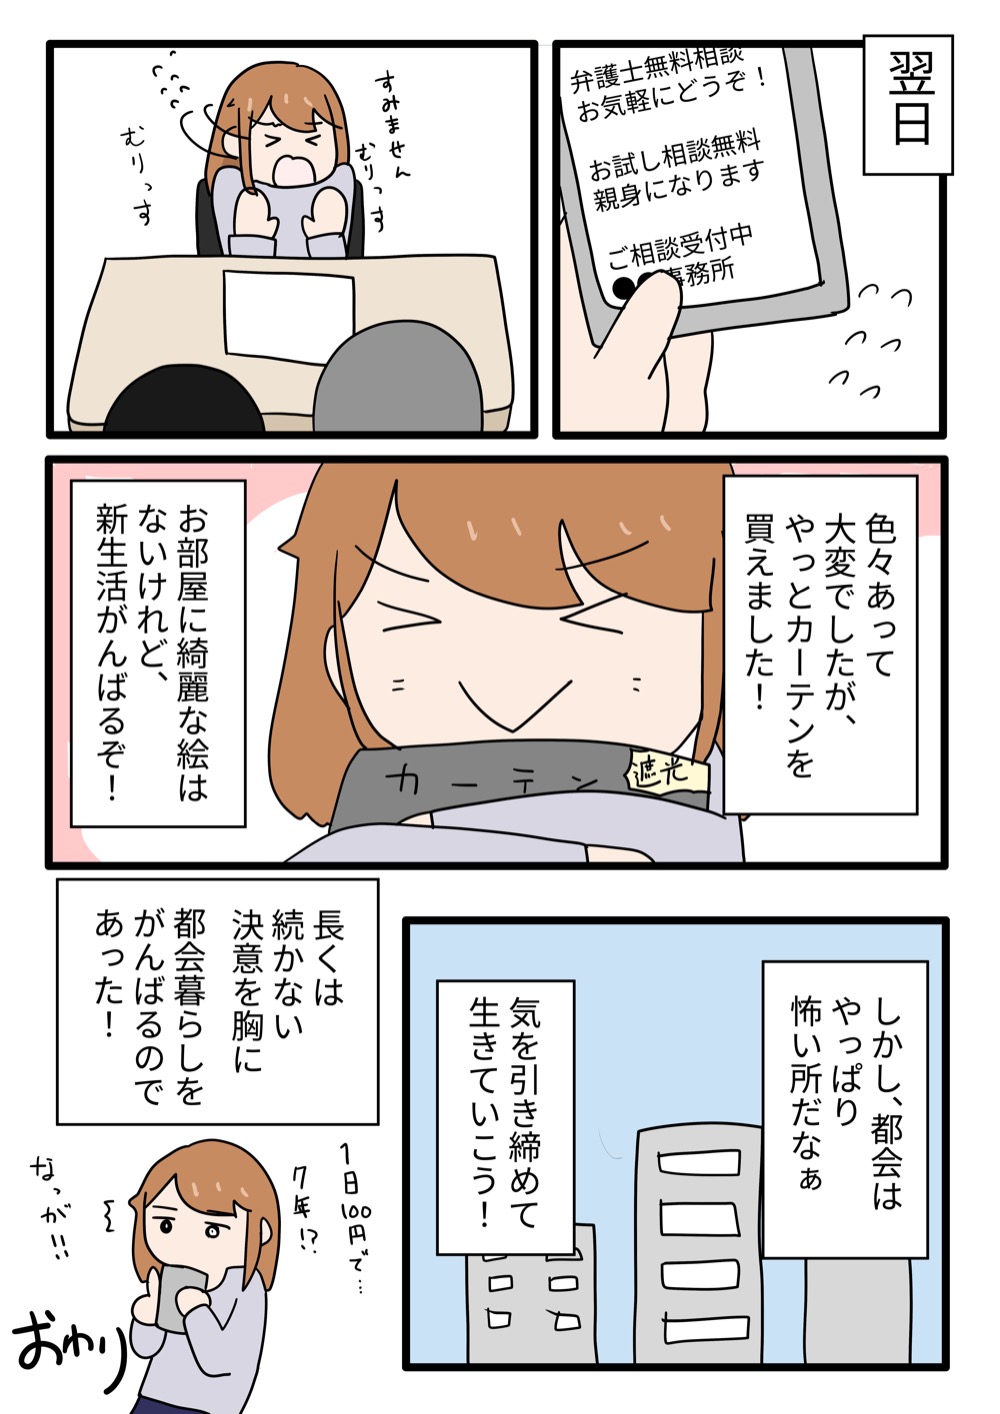 翌日
弁護士無料相談
お気軽にどうぞ！
お試し相談無料
親身になります
ご相談受付中
●●事務所
すみません
むりっす
むりっす
色々あって
大変でしたが、
やっとカーテンを
買えました！
カーテン
遮光
お部屋に綺麗な絵は
ないけれど、
新生活がんばるぞ！
しかし、都会は
やっぱり
怖い所だなぁ
気を引き締めて
生きていこう！
長くは
続かない
決意を胸に
都会暮らしを
がんばるので
あった！
1日100円で…
7年!?
なっが!!
おわり